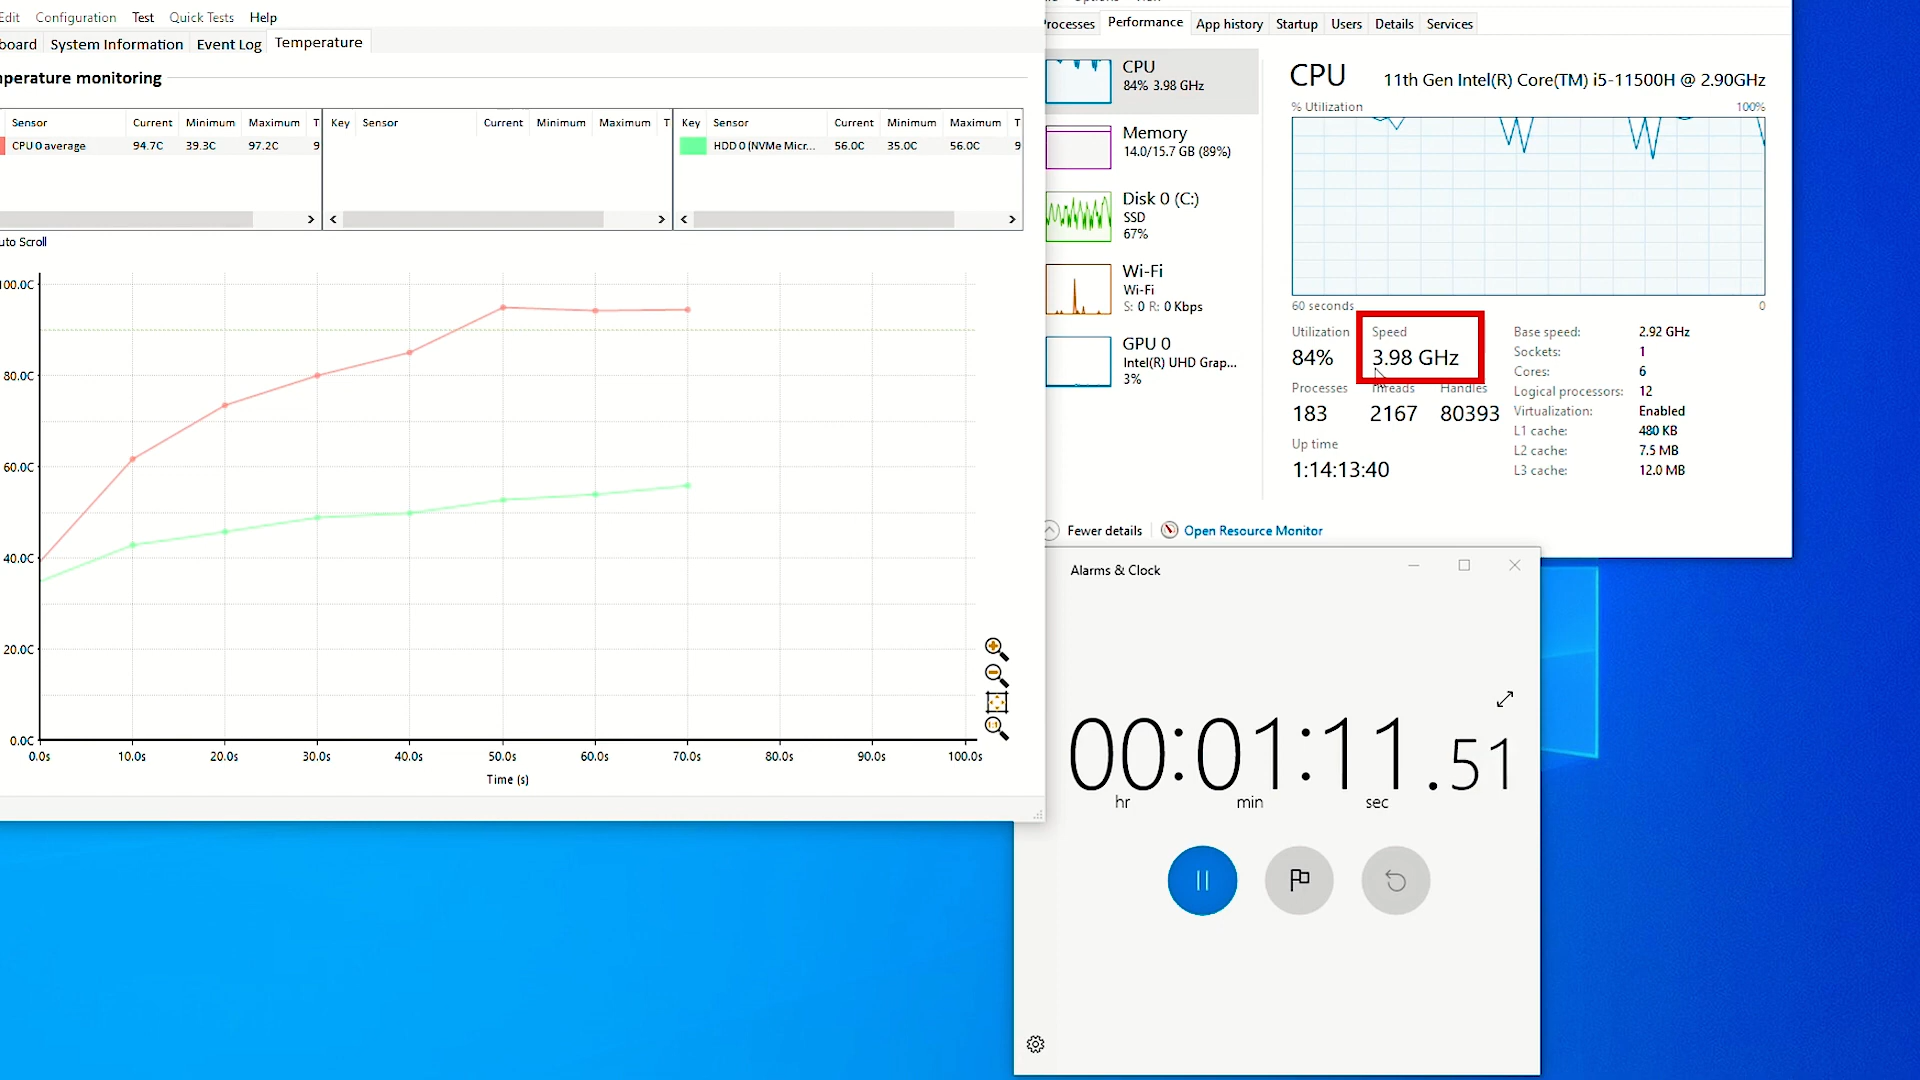 Edit Configuration Test Quick Tests Help
board System Information Event Log Temperature
mperature monitoring
Sensor Current Minimum Maximum T
CPU 0 average 94.7C 39.3C 97.2C 9
Key Sensor Current Minimum Maximum T
Key Sensor Current Minimum Maximum T
HDD 0 (NVMe Micr... 56.0C 35.0C 56.0C 9
uto Scroll
100.0C
80.0C
60.0C
40.0C
20.0C
0.0C
0.0s 10.0s 20.0s 30.0s 40.0s 50.0s 60.0s 70.0s 80.0s 90.0s 100.0s
Time (s)
Processes Performance App history Startup Users Details Services
CPU
84% 3.98 GHz
Memory
14.0/15.7 GB (89%)
Disk 0 (C:)
SSD
67%
Wi-Fi
Wi-Fi
S: 0 R: 0 Kbps
GPU 0
Intel(R) UHD Grap...
3%
CPU 11th Gen Intel(R) Core(TM) i5-11500H @ 2.90GHz
% Utilization 100%
60 seconds 0
Utilization Speed
84% 3.98 GHz
Processes Threads Handles
183 2167 80393
Up time
1:14:13:40
Base speed: 2.92 GHz
Sockets: 1
Cores: 6
Logical processors: 12
Virtualization: Enabled
L1 cache: 480 KB
L2 cache: 7.5 MB
L3 cache: 12.0 MB
Fewer details Open Resource Monitor
Alarms & Clock
00:01:11.51
hr min sec